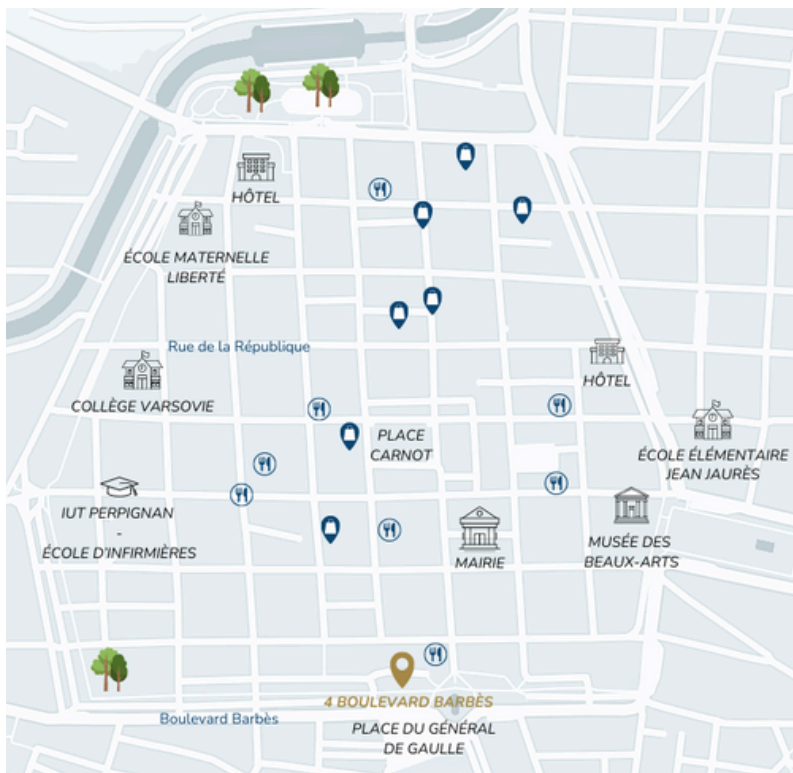 HÔTEL
ÉCOLE MATERNELLE
LIBERTÉ
Rue de la République
HÔTEL
COLLÈGE VARSOVIE
PLACE
CARNOT
ÉCOLE ÉLÉMENTAIRE
JEAN JAURÈS
IUT PERPIGNAN
-
ÉCOLE D'INFIRMIÈRES
MAIRIE
MUSÉE DES
BEAUX-ARTS
4 BOULEVARD BARBÈS
Boulevard Barbès
PLACE DU GÉNÉRAL
DE GAULLE